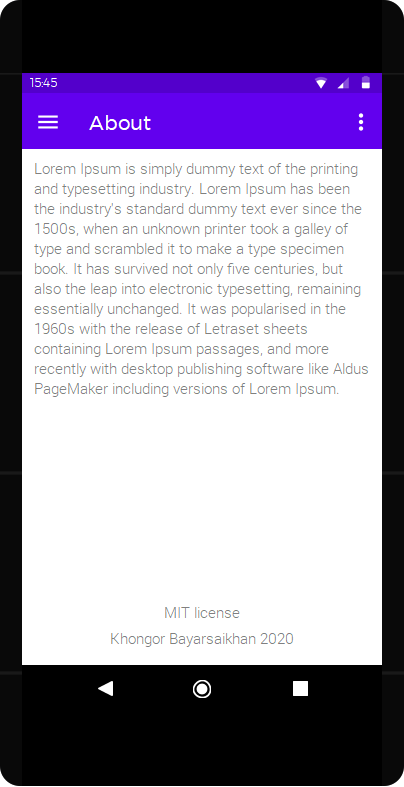 15:45
About
Lorem Ipsum is simply dummy text of the printing
and typesetting industry. Lorem Ipsum has been
the industry's standard dummy text ever since the
1500s, when an unknown printer took a galley of
type and scrambled it to make a type specimen
book. It has survived not only five centuries, but
also the leap into electronic typesetting, remaining
essentially unchanged. It was popularised in the
1960s with the release of Letraset sheets
containing Lorem Ipsum passages, and more
recently with desktop publishing software like Aldus
PageMaker including versions of Lorem Ipsum.
MIT license
Khongor Bayarsaikhan 2020